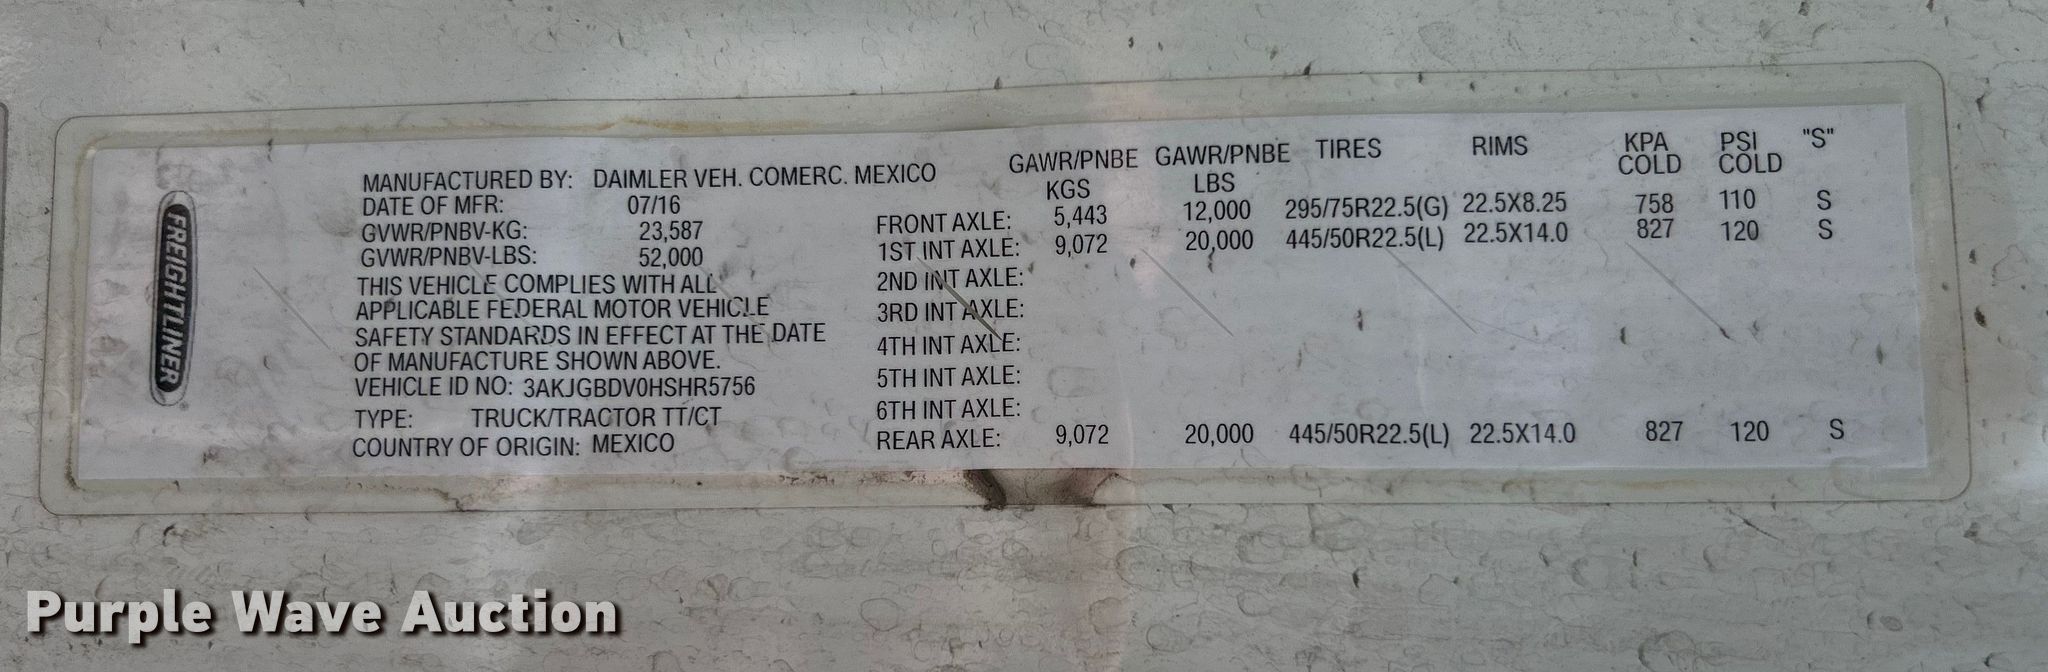 FREIGHTLINER
MANUFACTURED BY: DAIMLER VEH. COMERC. MEXICO
DATE OF MFR: 07/16
GVWR/PNBV-KG: 23,587
GVWR/PNBV-LBS: 52,000
THIS VEHICLE COMPLIES WITH ALL
APPLICABLE FEDERAL MOTOR VEHICLE
SAFETY STANDARDS IN EFFECT AT THE DATE
OF MANUFACTURE SHOWN ABOVE.
VEHICLE ID NO: 3AKJGBDV0HSHR5756
TYPE: TRUCK/TRACTOR TT/CT
COUNTRY OF ORIGIN: MEXICO
GAWR/PNBE KGS GAWR/PNBE LBS TIRES RIMS KPA COLD PSI COLD "S"
FRONT AXLE: 5,443 12,000 295/75R22.5(G) 22.5X8.25 758 110 S
1ST INT AXLE: 9,072 20,000 445/50R22.5(L) 22.5X14.0 827 120 S
2ND INT AXLE:
3RD INT AXLE:
4TH INT AXLE:
5TH INT AXLE:
6TH INT AXLE:
REAR AXLE: 9,072 20,000 445/50R22.5(L) 22.5X14.0 827 120 S
Purple Wave Auction